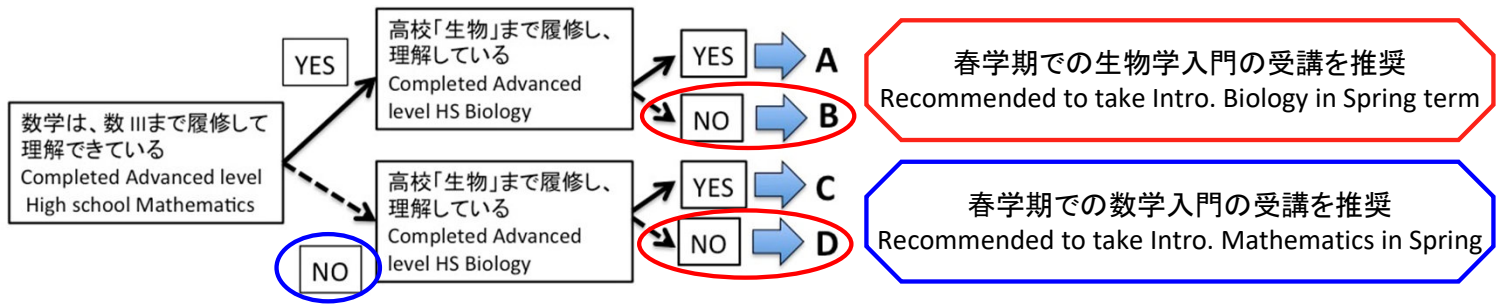 数学は、数 IIIまで履修して
理解できている
Completed Advanced level
High school Mathematics
YES
NO
高校「生物」まで履修し、
理解している
Completed Advanced
level HS Biology
YES
A
NO
B
高校「生物」まで履修し、
理解している
Completed Advanced
level HS Biology
YES
C
NO
D
春学期での生物学入門の受講を推奨
Recommended to take Intro. Biology in Spring term
春学期での数学入門の受講を推奨
Recommended to take Intro. Mathematics in Spring